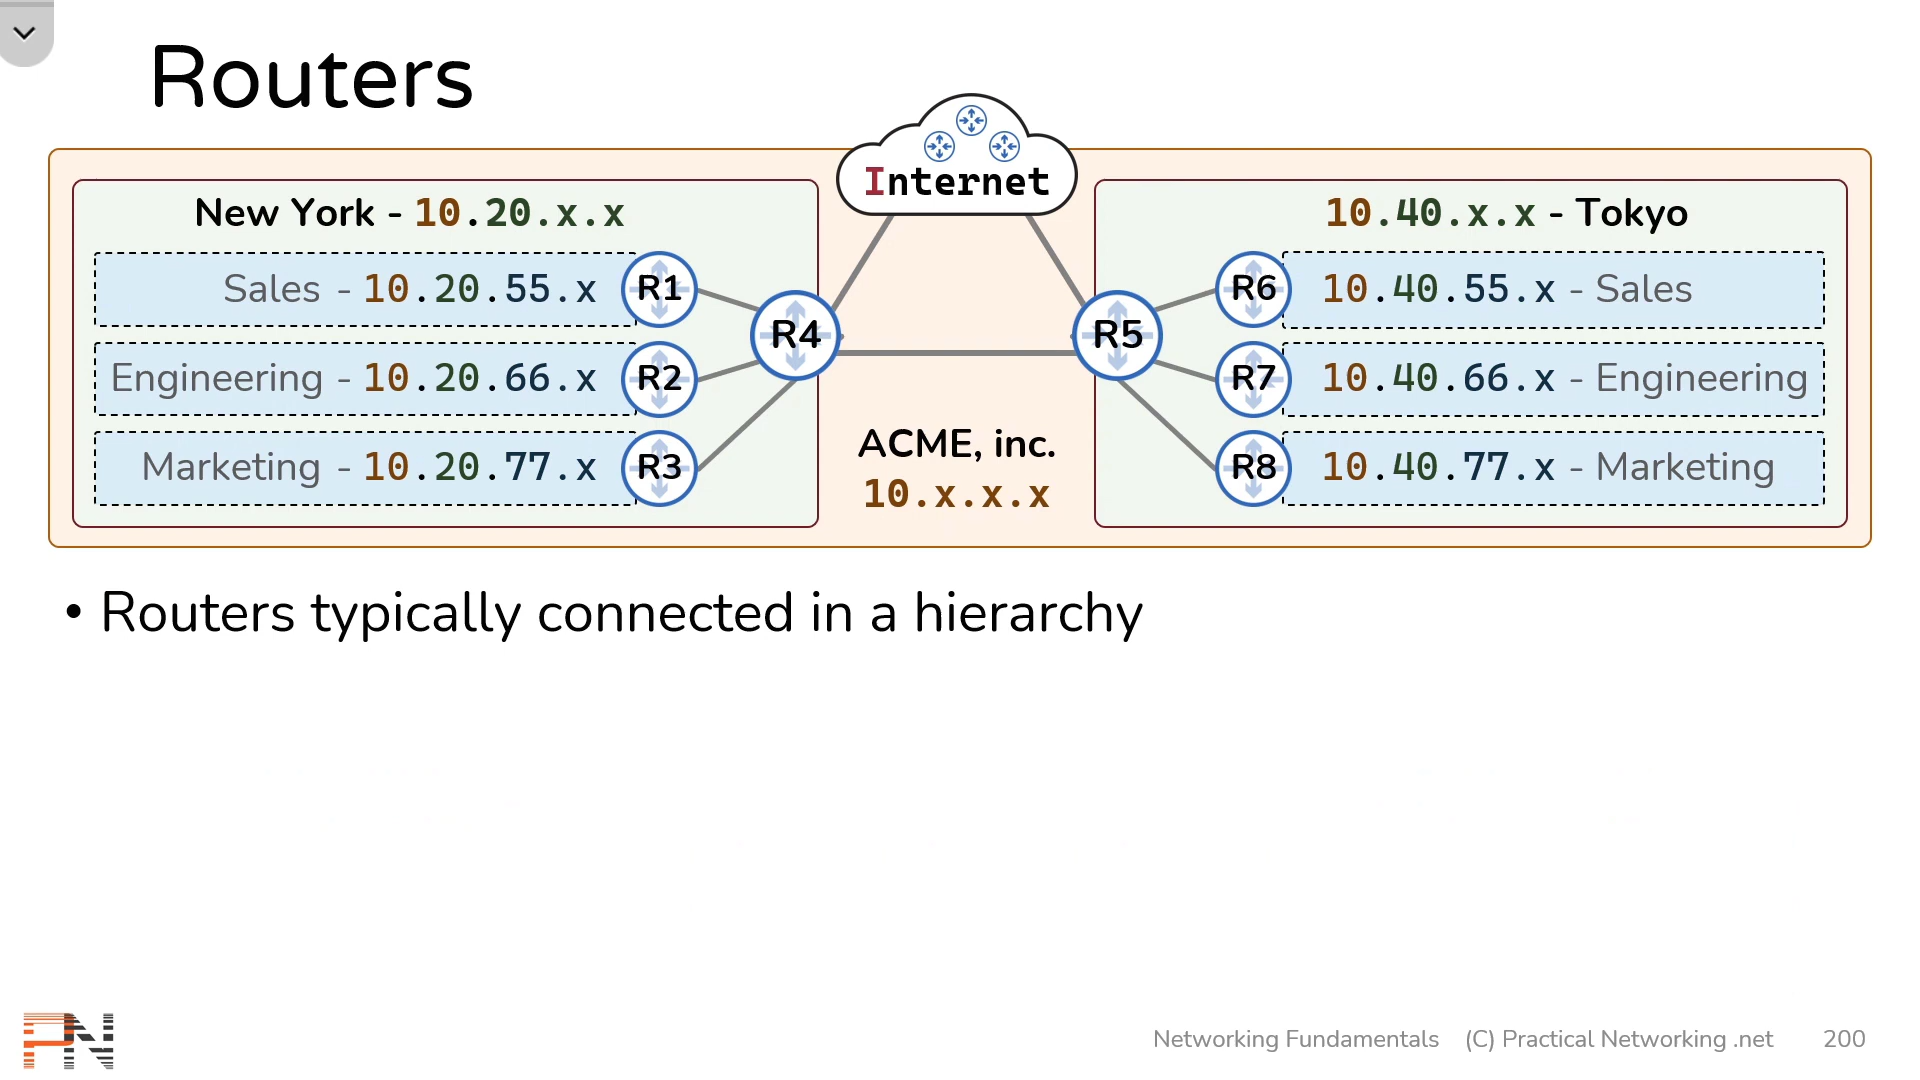 Routers
Internet
New York - 10.20.x.x
10.40.x.x - Tokyo
Sales - 10.20.55.x
R1
R6
10.40.55.x - Sales
R4
R5
Engineering - 10.20.66.x
R2
R7
10.40.66.x - Engineering
Marketing - 10.20.77.x
R3
R8
10.40.77.x - Marketing
ACME, inc.
10.x.x.x
• Routers typically connected in a hierarchy
PN
Networking Fundamentals (C) Practical Networking .net 200